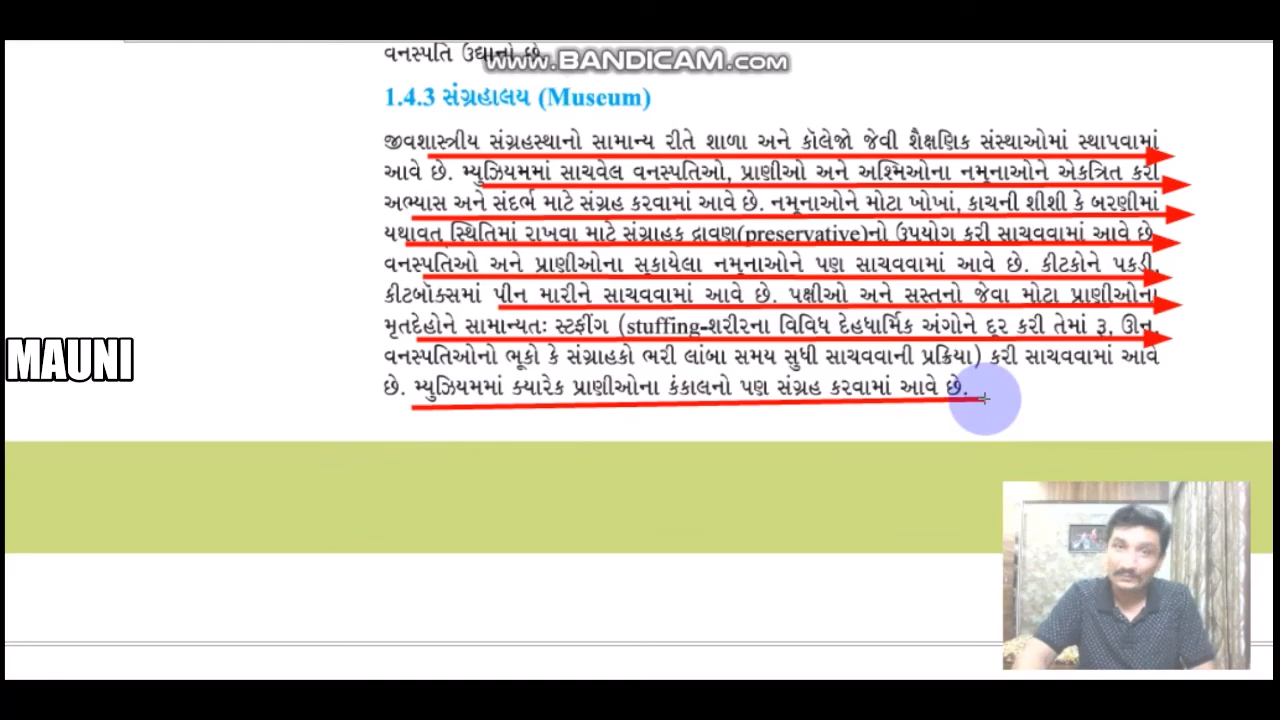 વનસ્પતિ ઉદ્યાનો છે.
www.BANDICAM.com
1.4.3 સંગ્રહાલય (Museum)
જીવશાસ્ત્રીય સંગ્રહસ્થાનો સામાન્ય રીતે શાળા અને કૉલેજો જેવી શૈક્ષણિક સંસ્થાઓમાં સ્થાપવામાં
આવે છે. મ્યુઝિયમમાં સાચવેલ વનસ્પતિઓ, પ્રાણીઓ અને અશ્મિઓના નમૂનાઓને એકત્રિત કરી
અભ્યાસ અને સંદર્ભ માટે સંગ્રહ કરવામાં આવે છે. નમૂનાઓને મોટા ખોખાં, કાચની શીશી કે બરણીમાં
યથાવત્ સ્થિતિમાં રાખવા માટે સંગ્રાહક દ્રાવણ(preservative)નો ઉપયોગ કરી સાચવવામાં આવે છે.
વનસ્પતિઓ અને પ્રાણીઓના સૂકાયેલા નમૂનાઓને પણ સાચવવામાં આવે છે. કીટકોને પકડી,
કીટબૉક્સમાં પીન મારીને સાચવવામાં આવે છે. પક્ષીઓ અને સસ્તનો જેવા મોટા પ્રાણીઓના
મૃતદેહોને સામાન્યતઃ સ્ટફીંગ (stuffing-શરીરના વિવિધ દેહધાર્મિક અંગોને દૂર કરી તેમાં રૂ, ઊન,
વનસ્પતિઓનો ભૂકો કે સંગ્રાહકો ભરી લાંબા સમય સુધી સાચવવાની પ્રક્રિયા) કરી સાચવવામાં આવે
છે. મ્યુઝિયમમાં ક્યારેક પ્રાણીઓના કંકાલનો પણ સંગ્રહ કરવામાં આવે છે.
MAUNI